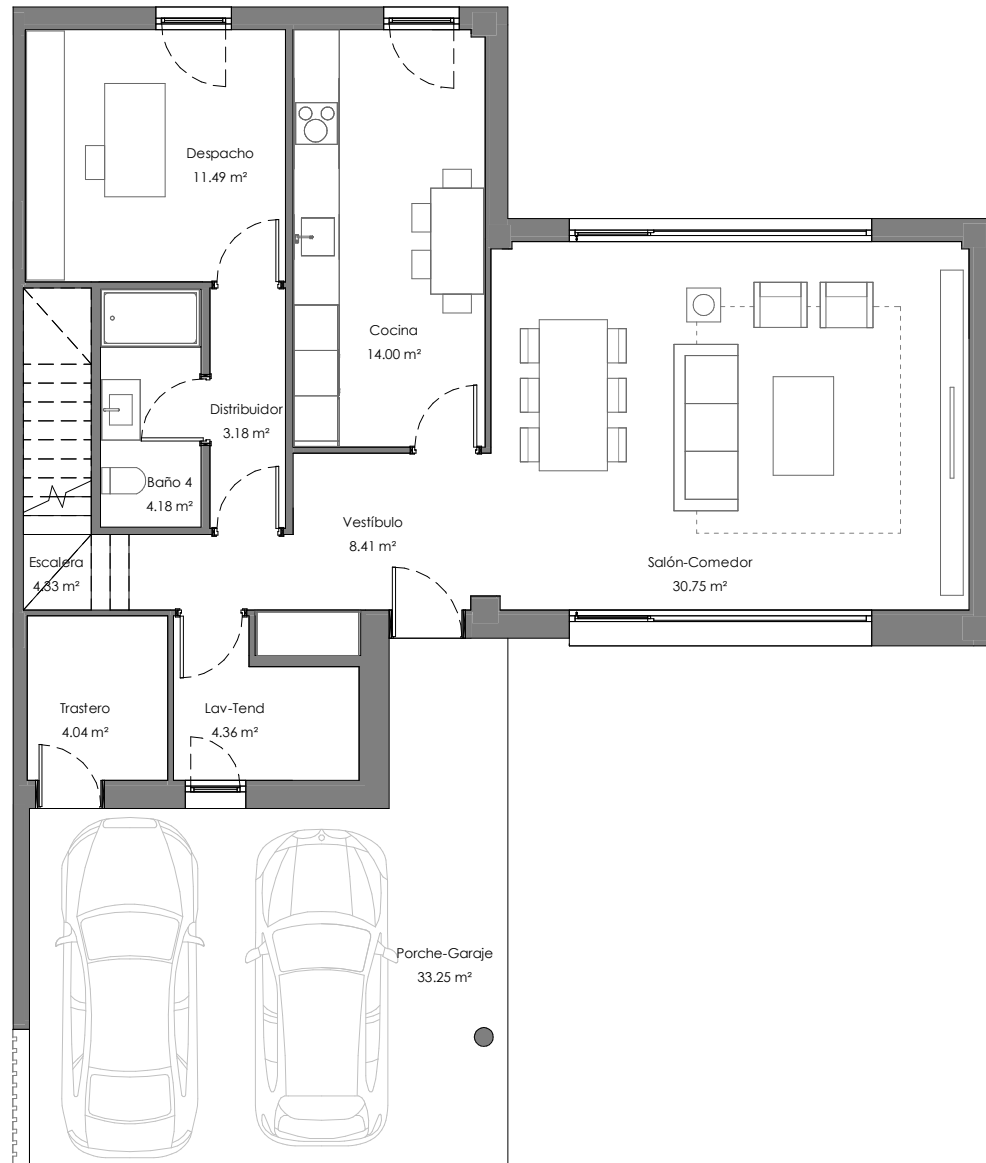 Despacho
11.49 m²
Cocina
14.00 m²
Distribuidor
3.18 m²
Baño 4
4.18 m²
Vestíbulo
8.41 m²
Escalera
4.33 m²
Salón-Comedor
30.75 m²
Trastero
4.04 m²
Lav-Tend
4.36 m²
Porche-Garaje
33.25 m²